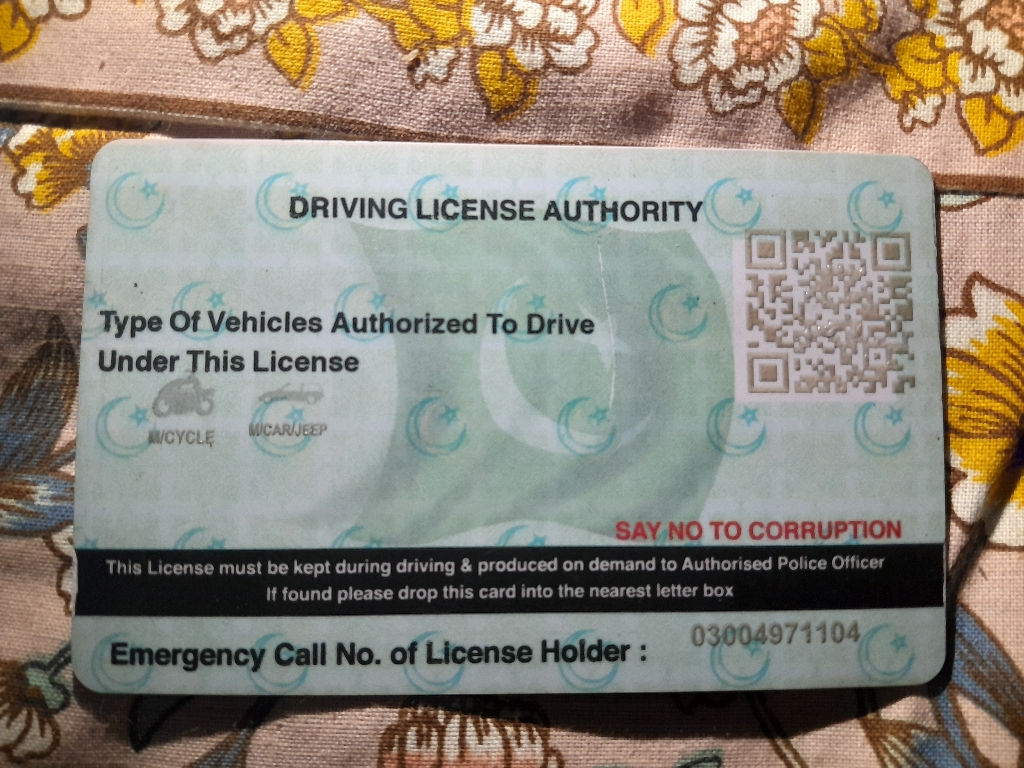 DRIVING LICENSE AUTHORITY
Type Of Vehicles Authorized To Drive
Under This License
M/CYCLE M/CAR/JEEP
SAY NO TO CORRUPTION
This License must be kept during driving & produced on demand to Authorised Police Officer
If found please drop this card into the nearest letter box
Emergency Call No. of License Holder : 03004971104